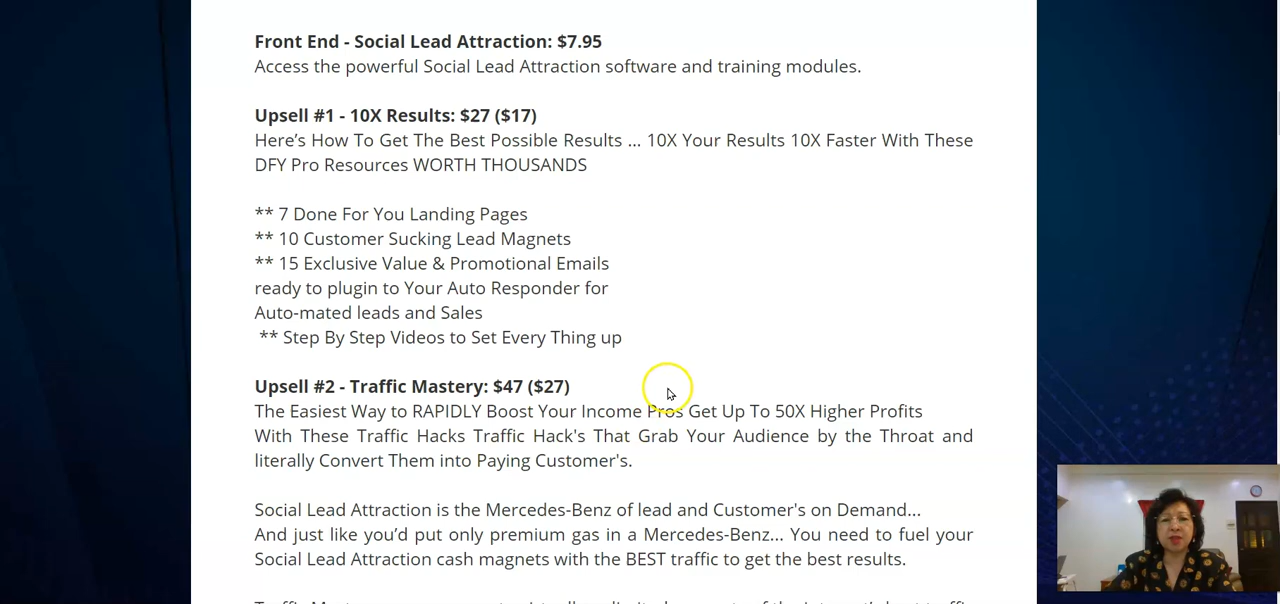 Front End - Social Lead Attraction: $7.95
Access the powerful Social Lead Attraction software and training modules.
Upsell #1 - 10X Results: $27 ($17)
Here’s How To Get The Best Possible Results ... 10X Your Results 10X Faster With These
DFY Pro Resources WORTH THOUSANDS
** 7 Done For You Landing Pages
** 10 Customer Sucking Lead Magnets
** 15 Exclusive Value & Promotional Emails
ready to plugin to Your Auto Responder for
Auto-mated leads and Sales
** Step By Step Videos to Set Every Thing up
Upsell #2 - Traffic Mastery: $47 ($27)
The Easiest Way to RAPIDLY Boost Your Income Pros Get Up To 50X Higher Profits
With These Traffic Hacks Traffic Hack's That Grab Your Audience by the Throat and
literally Convert Them into Paying Customer's.
Social Lead Attraction is the Mercedes-Benz of lead and Customer's on Demand...
And just like you’d put only premium gas in a Mercedes-Benz... You need to fuel your
Social Lead Attraction cash magnets with the BEST traffic to get the best results.